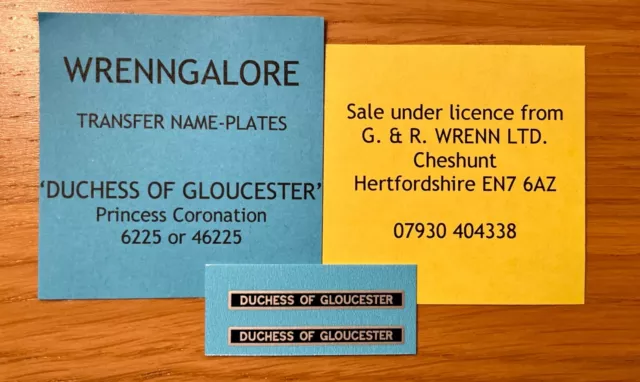 WRENNGALORE
TRANSFER NAME-PLATES
'DUCHESS OF GLOUCESTER'
Princess Coronation
6225 or 46225
Sale under licence from
G. & R. WRENN LTD.
Cheshunt
Hertfordshire EN7 6AZ
07930 404338
DUCHESS OF GLOUCESTER
DUCHESS OF GLOUCESTER